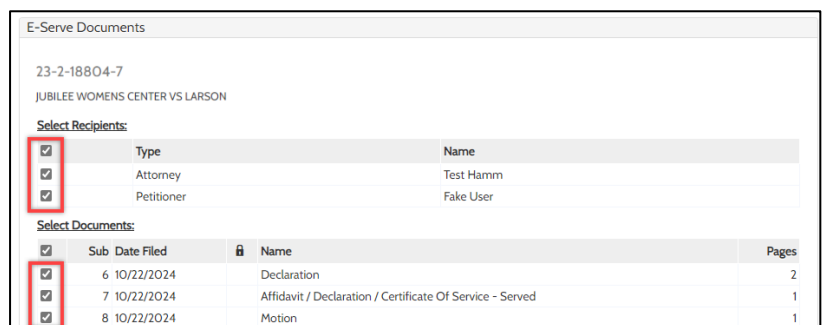 E-Serve Documents
23-2-18804-7
JUBILEE WOMENS CENTER VS LARSON
Select Recipients:
Type Name
Attorney Test Hamm
Petitioner Fake User
Select Documents:
Sub Date Filed Name Pages
6 10/22/2024 Declaration 2
7 10/22/2024 Affidavit / Declaration / Certificate Of Service - Served 1
8 10/22/2024 Motion 1